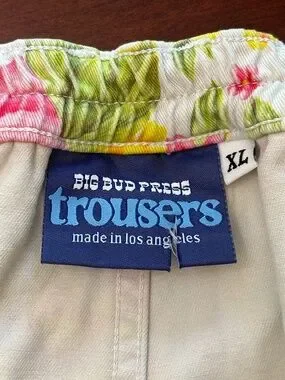 BIG BUD PRESS
trousers
made in los angeles
XL